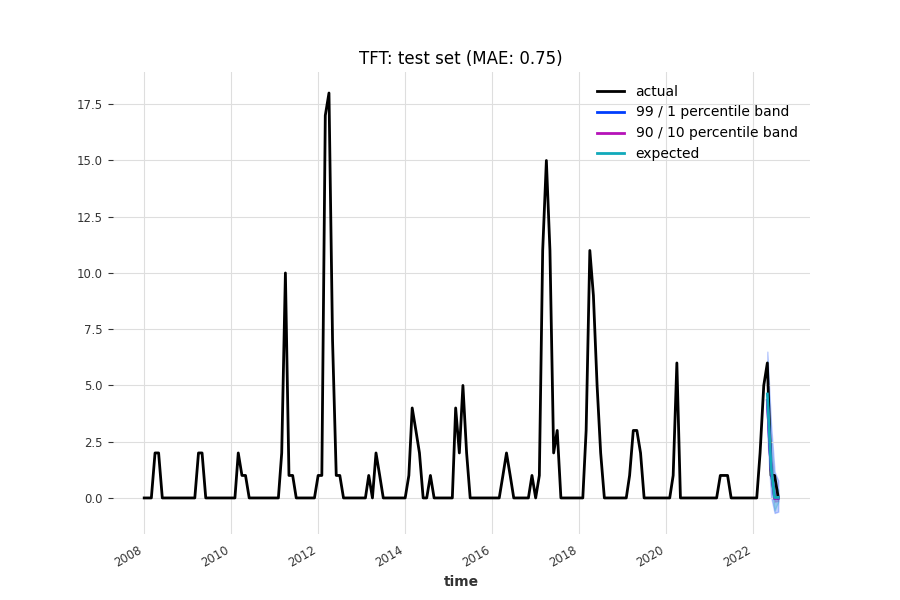 TFT: test set (MAE: 0.75)
actual
99 / 1 percentile band
90 / 10 percentile band
expected
17.5
15.0
12.5
10.0
7.5
5.0
2.5
0.0
2008 2010 2012 2014 2016 2018 2020 2022
time